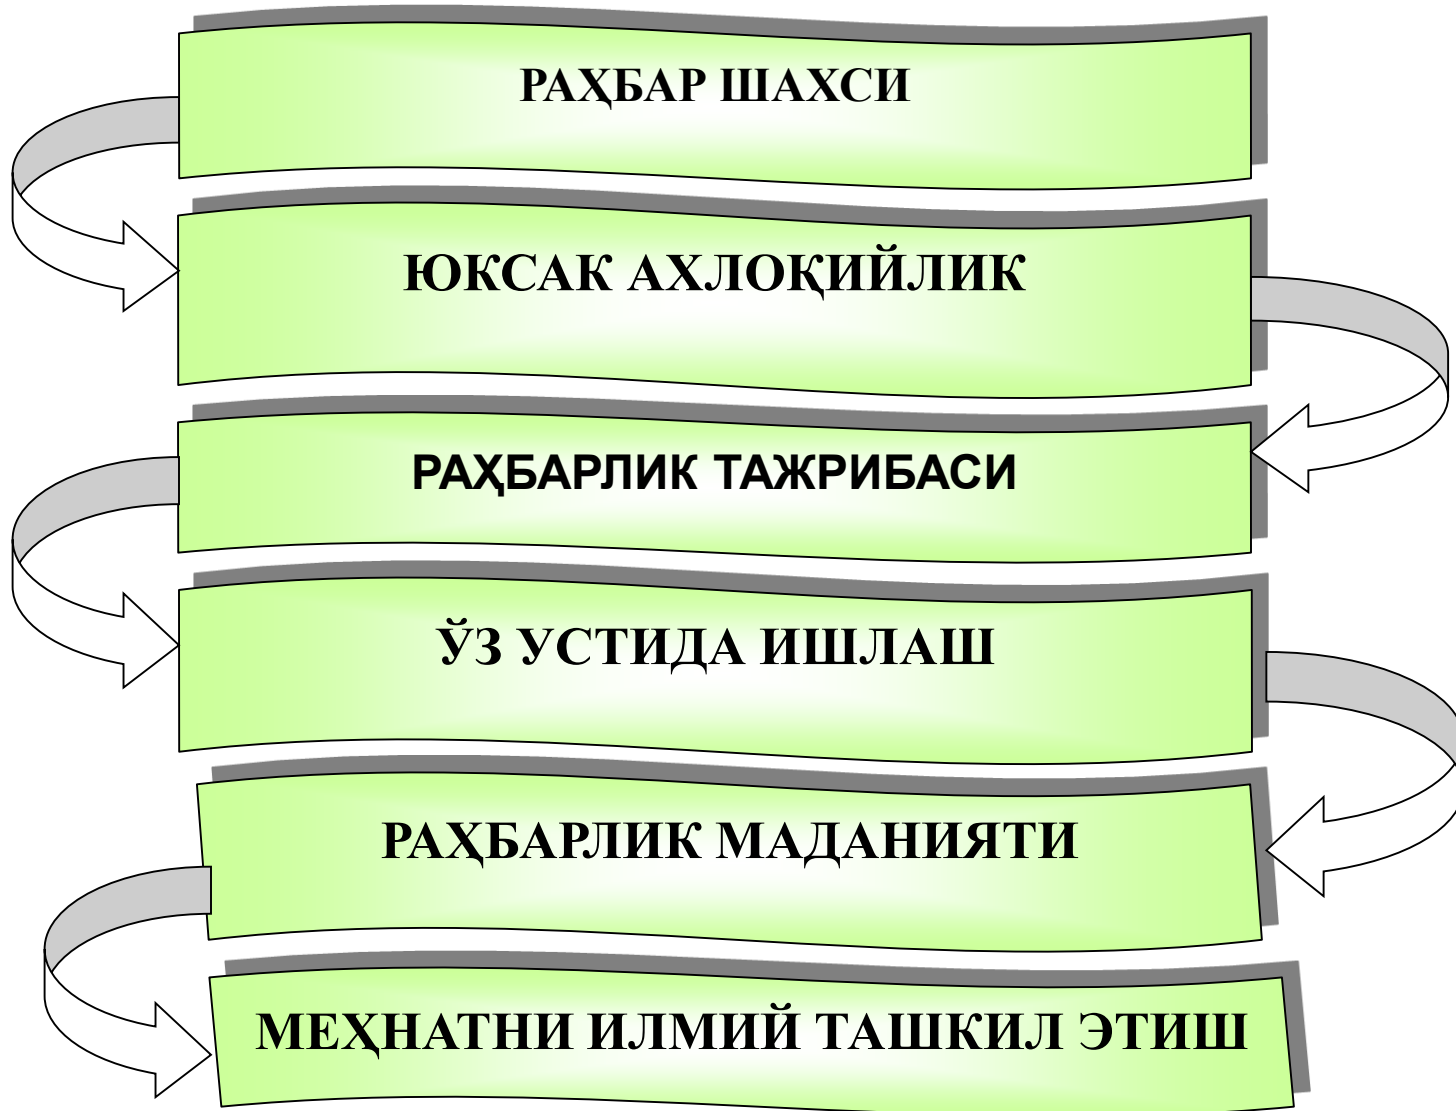 РАҲБАР ШАХСИ
ЮКСАК АХЛОҚИЙЛИК
РАҲБАРЛИК ТАЖРИБАСИ
ЎЗ УСТИДА ИШЛАШ
РАҲБАРЛИК МАДАНИЯТИ
МЕҲНАТНИ ИЛМИЙ ТАШКИЛ ЭТИШ